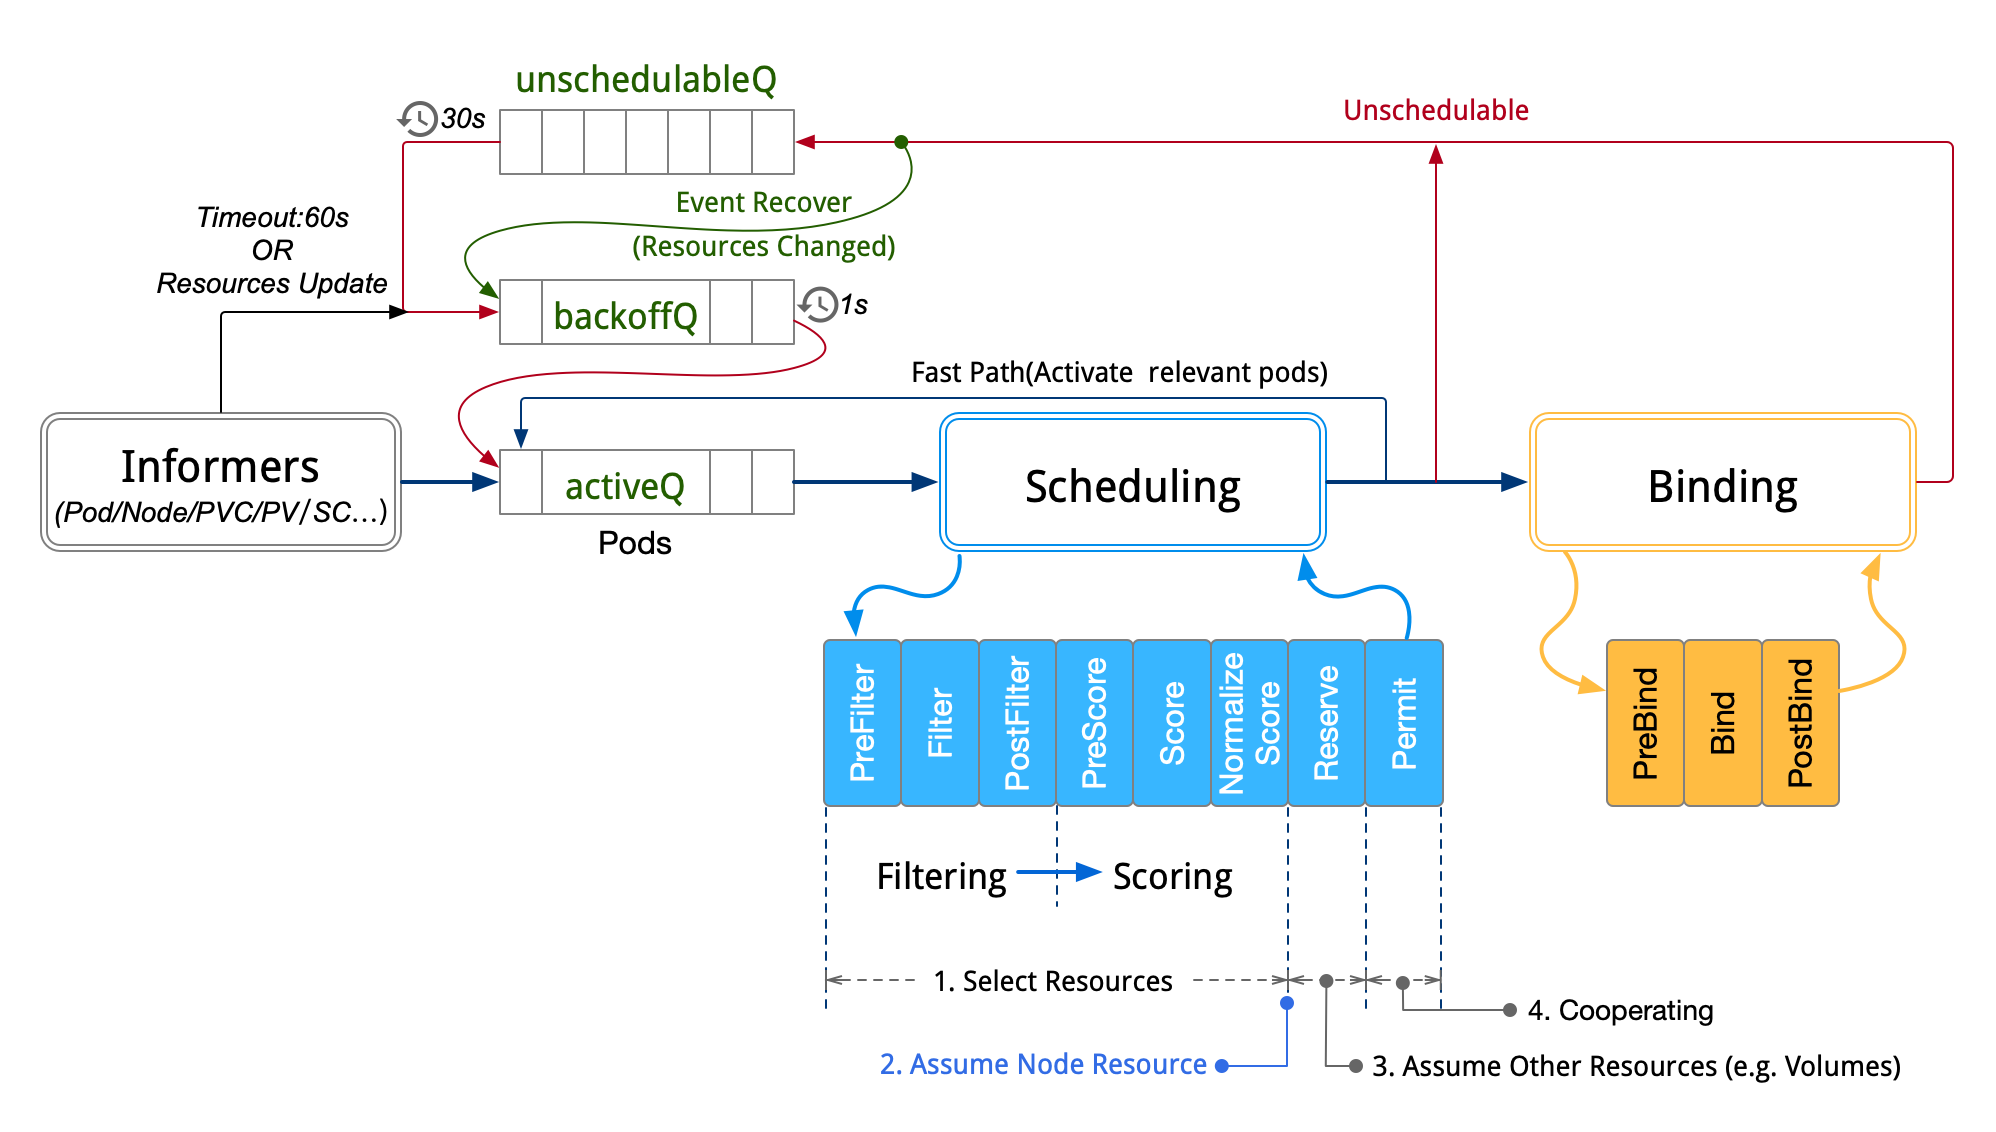 unschedulableQ
30s
Unschedulable
Timeout:60s
OR
Resources Update
Event Recover
(Resources Changed)
backoffQ
1s
Fast Path(Activate relevant pods)
Informers
(Pod/Node/PVC/PV/SC...)
activeQ
Pods
Scheduling
Binding
PreFilter
Filter
PostFilter
PreScore
Score
Normalize
Score
Reserve
Permit
PreBind
Bind
PostBind
Filtering
Scoring
1. Select Resources
4. Cooperating
2. Assume Node Resource
3. Assume Other Resources (e.g. Volumes)